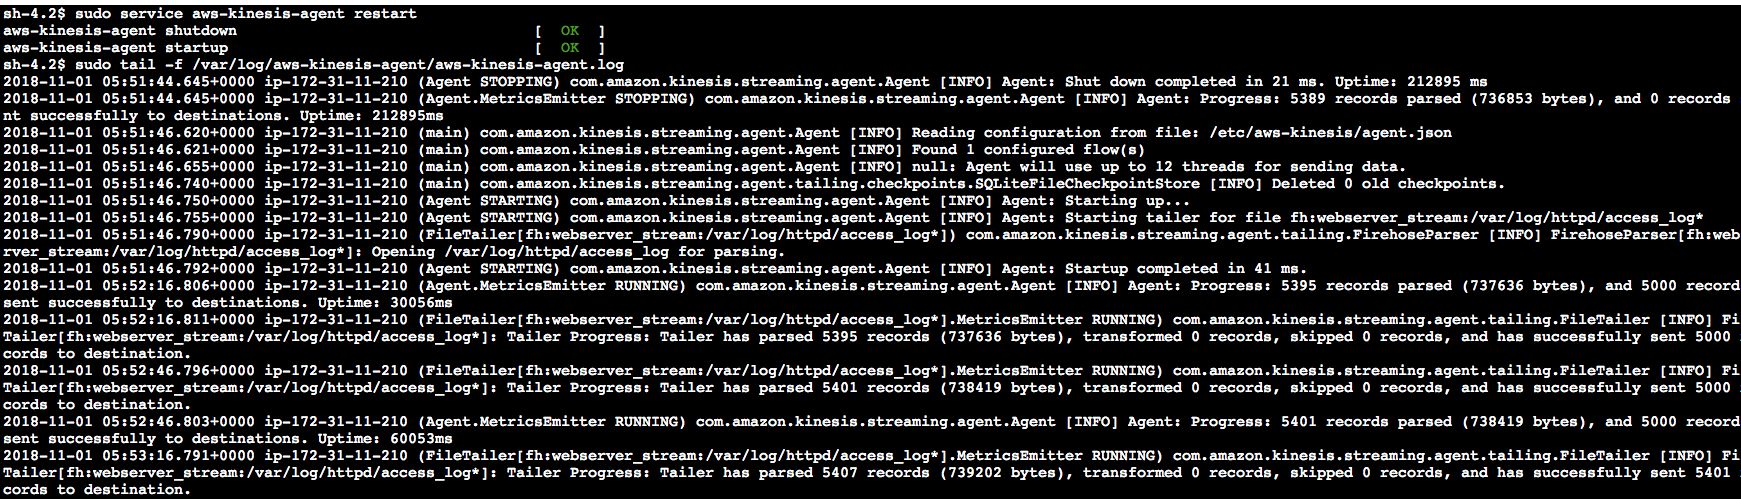 sh-4.2$ sudo service aws-kinesis-agent restart
aws-kinesis-agent shutdown                                 [  OK  ]
aws-kinesis-agent startup                                  [  OK  ]
sh-4.2$ sudo tail -f /var/log/aws-kinesis-agent/aws-kinesis-agent.log
2018-11-01 05:51:44.645+0000 ip-172-31-11-210 (Agent STOPPING) com.amazon.kinesis.streaming.agent.Agent [INFO] Agent: Shut down completed in 21 ms. Uptime: 212895 ms
2018-11-01 05:51:44.645+0000 ip-172-31-11-210 (Agent.MetricsEmitter STOPPING) com.amazon.kinesis.streaming.agent.Agent [INFO] Agent: Progress: 5389 records parsed (736853 bytes), and 0 records
nt successfully to destinations. Uptime: 212895ms
2018-11-01 05:51:46.620+0000 ip-172-31-11-210 (main) com.amazon.kinesis.streaming.agent.Agent [INFO] Reading configuration from file: /etc/aws-kinesis/agent.json
2018-11-01 05:51:46.621+0000 ip-172-31-11-210 (main) com.amazon.kinesis.streaming.agent.Agent [INFO] Found 1 configured flow(s)
2018-11-01 05:51:46.655+0000 ip-172-31-11-210 (main) com.amazon.kinesis.streaming.agent.Agent [INFO] null: Agent will use up to 12 threads for sending data.
2018-11-01 05:51:46.740+0000 ip-172-31-11-210 (main) com.amazon.kinesis.streaming.agent.tailing.checkpoints.SQLiteFileCheckpointStore [INFO] Deleted 0 old checkpoints.
2018-11-01 05:51:46.750+0000 ip-172-31-11-210 (Agent STARTING) com.amazon.kinesis.streaming.agent.Agent [INFO] Agent: Starting up...
2018-11-01 05:51:46.755+0000 ip-172-31-11-210 (Agent STARTING) com.amazon.kinesis.streaming.agent.Agent [INFO] Agent: Starting tailer for file fh:webserver_stream:/var/log/httpd/access_log*
2018-11-01 05:51:46.790+0000 ip-172-31-11-210 (FileTailer[fh:webserver_stream:/var/log/httpd/access_log*]) com.amazon.kinesis.streaming.agent.tailing.FirehoseParser [INFO] FirehoseParser[fh:web
rver_stream:/var/log/httpd/access_log*]: Opening /var/log/httpd/access_log for parsing.
2018-11-01 05:51:46.792+0000 ip-172-31-11-210 (Agent STARTING) com.amazon.kinesis.streaming.agent.Agent [INFO] Agent: Startup completed in 41 ms.
2018-11-01 05:52:16.806+0000 ip-172-31-11-210 (Agent.MetricsEmitter RUNNING) com.amazon.kinesis.streaming.agent.Agent [INFO] Agent: Progress: 5395 records parsed (737636 bytes), and 5000 record
sent successfully to destinations. Uptime: 30056ms
2018-11-01 05:52:16.811+0000 ip-172-31-11-210 (FileTailer[fh:webserver_stream:/var/log/httpd/access_log*].MetricsEmitter RUNNING) com.amazon.kinesis.streaming.agent.tailing.FileTailer [INFO] Fi
Tailer[fh:webserver_stream:/var/log/httpd/access_log*]: Tailer Progress: Tailer has parsed 5395 records (737636 bytes), transformed 0 records, skipped 0 records, and has successfully sent 5000
cords to destination.
2018-11-01 05:52:46.796+0000 ip-172-31-11-210 (FileTailer[fh:webserver_stream:/var/log/httpd/access_log*].MetricsEmitter RUNNING) com.amazon.kinesis.streaming.agent.tailing.FileTailer [INFO] Fi
Tailer[fh:webserver_stream:/var/log/httpd/access_log*]: Tailer Progress: Tailer has parsed 5401 records (738419 bytes), transformed 0 records, skipped 0 records, and has successfully sent 5000
cords to destination.
2018-11-01 05:52:46.803+0000 ip-172-31-11-210 (Agent.MetricsEmitter RUNNING) com.amazon.kinesis.streaming.agent.Agent [INFO] Agent: Progress: 5401 records parsed (738419 bytes), and 5000 record
sent successfully to destinations. Uptime: 60053ms
2018-11-01 05:53:16.791+0000 ip-172-31-11-210 (FileTailer[fh:webserver_stream:/var/log/httpd/access_log*].MetricsEmitter RUNNING) com.amazon.kinesis.streaming.agent.tailing.FileTailer [INFO] Fi
Tailer[fh:webserver_stream:/var/log/httpd/access_log*]: Tailer Progress: Tailer has parsed 5407 records (739202 bytes), transformed 0 records, skipped 0 records, and has successfully sent 5401
cords to destination.